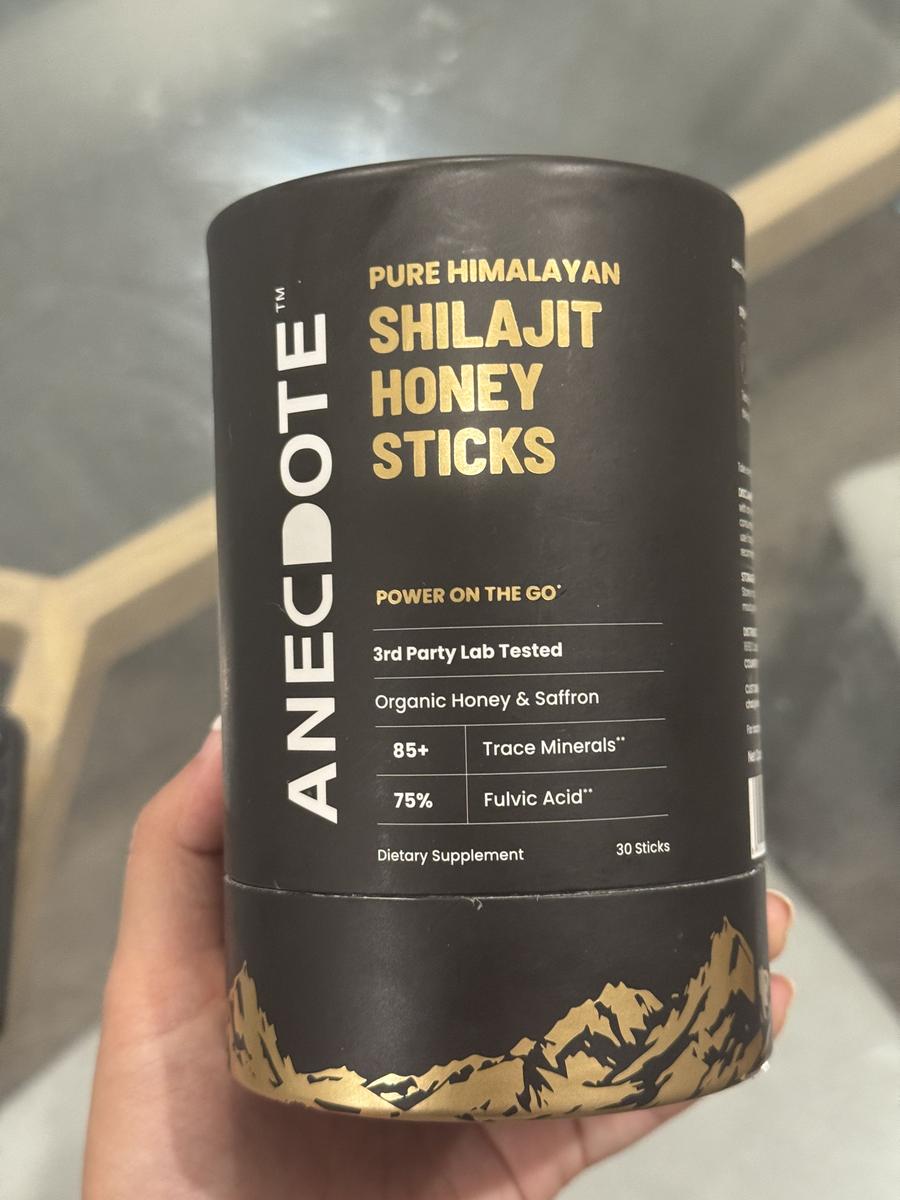 ANECDOTE™
PURE HIMALAYAN
SHILAJIT
HONEY
STICKS
POWER ON THE GO*
3rd Party Lab Tested
Organic Honey & Saffron
85+ Trace Minerals**
75% Fulvic Acid**
Dietary Supplement 30 Sticks